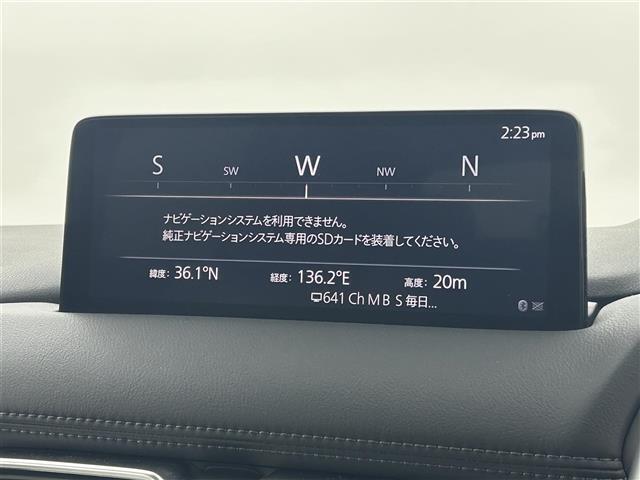 2:23pm
S SW W NW N
ナビゲーションシステムを利用できません。
純正ナビゲーションシステム専用のSDカードを装着してください。
緯度: 36.1°N 経度: 136.2°E 高度: 20m
641 Ch M B S 毎日...